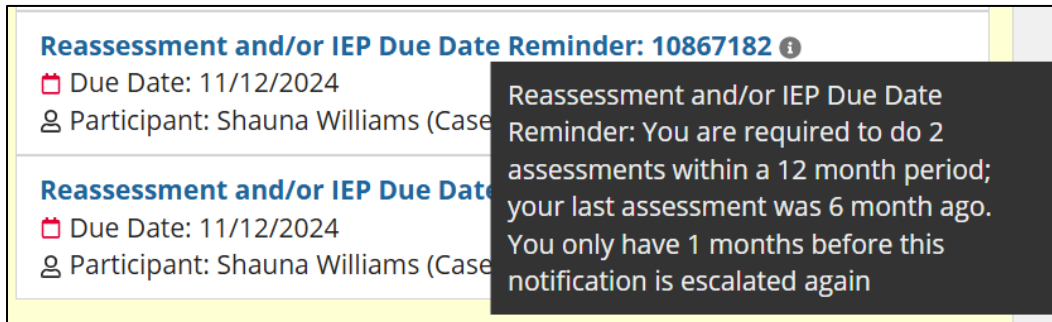 Reassessment and/or IEP Due Date Reminder: 10867182
Due Date: 11/12/2024
Participant: Shauna Williams (Case
Reassessment and/or IEP Due Date
Due Date: 11/12/2024
Participant: Shauna Williams (Case
Reassessment and/or IEP Due Date
Reminder: You are required to do 2
assessments within a 12 month period;
your last assessment was 6 month ago.
You only have 1 months before this
notification is escalated again